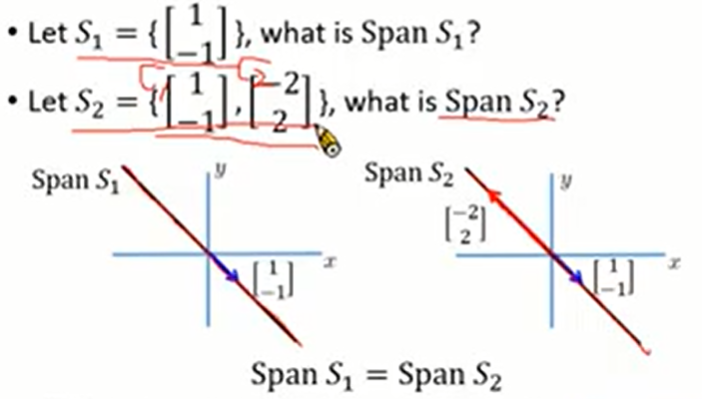 • Let S₁ = {[1 -1]}, what is Span S₁?
• Let S₂ = {[1 -1], [-2 2]}, what is Span S₂?
Span S₁
y
x
[1 -1]
Span S₂
y
[-2 2]
x
[1 -1]
Span S₁ = Span S₂